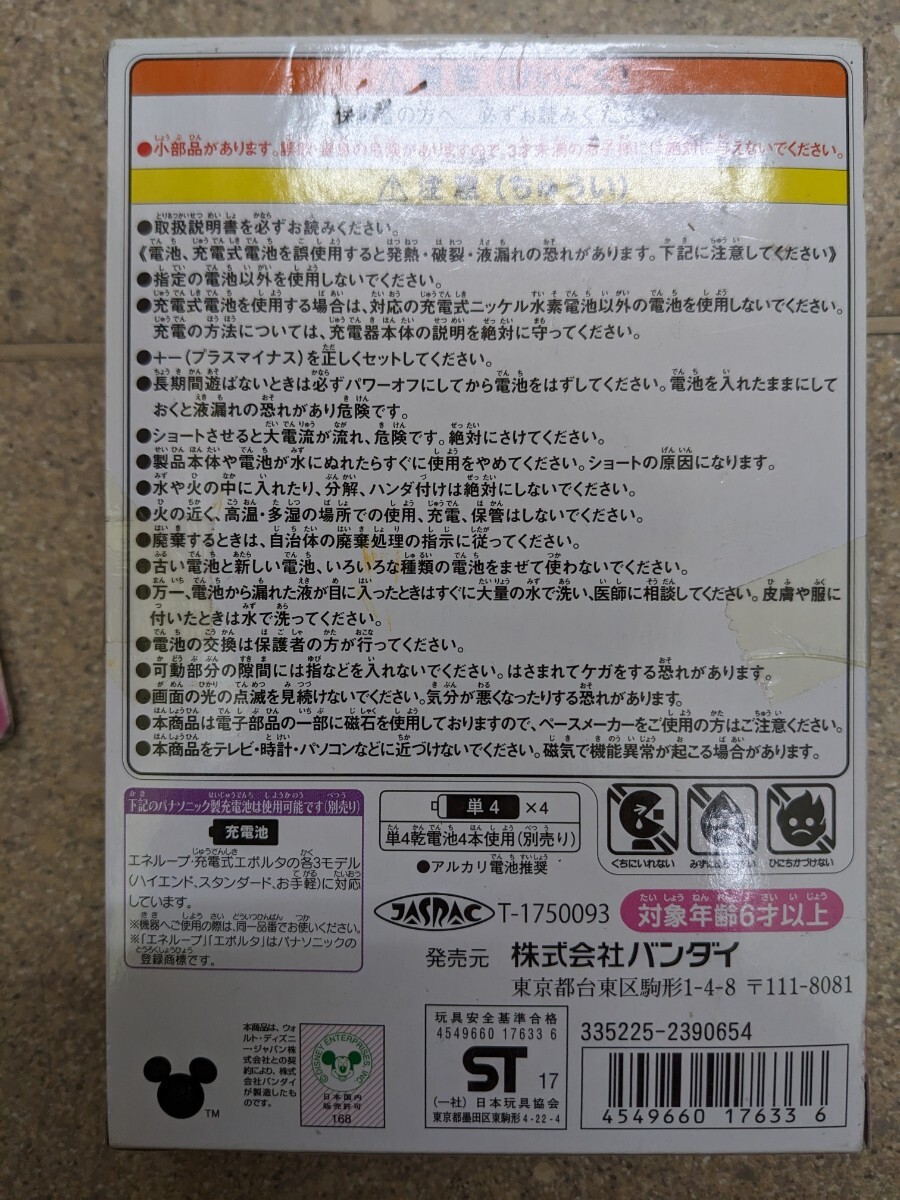 保護者の方へ 必ずお読みください。
●小部品があります。誤飲・窒息の危険がありますので、3才未満のお子様には絶対に与えないでください。
⚠注意(ちゅうい)
●取扱説明書を必ずお読みください。
《電池、充電式電池を誤使用すると発熱・破裂・液漏れの恐れがあります。下記に注意してください》
●指定の電池以外を使用しないでください。
●充電式電池を使用する場合は、対応の充電式ニッケル水素電池以外の電池を使用しないでください。
充電の方法については、充電器本体の説明を絶対に守ってください。
●+−(プラスマイナス)を正しくセットしてください。
●長期間遊ばないときは必ずパワーオフにしてから電池をはずしてください。電池を入れたままにして
おくと液漏れの恐れがあり危険です。
●ショートさせると大電流が流れ、危険です。絶対にさけてください。
●製品本体や電池が水にぬれたらすぐに使用をやめてください。ショートの原因になります。
●水や火の中に入れたり、分解、ハンダ付けは絶対にしないでください。
●火の近く、高温・多湿の場所での使用、充電、保管はしないでください。
●廃棄するときは、自治体の廃棄処理の指示に従ってください。
●古い電池と新しい電池、いろいろな種類の電池をまぜて使わないでください。
●万一、電池から漏れた液が目に入ったときはすぐに大量の水で洗い、医師に相談してください。皮膚や服に
付いたときは水で洗ってください。
●電池の交換は保護者の方が行ってください。
●可動部分の隙間には指などを入れないでください。はさまれてケガをする恐れがあります。
●画面の光の点滅を見続けないでください。気分が悪くなったりする恐れがあります。
●本商品は電子部品の一部に磁石を使用しておりますので、ペースメーカーをご使用の方はご注意ください。
●本商品をテレビ・時計・パソコンなどに近づけないでください。磁気で機能異常が起こる場合があります。
下記のパナソニック製充電池は使用可能です(別売り)
充電池
エネループ・充電式エボルタの各3モデル
(ハイエンド、スタンダード、お手軽)に対応
しています。
※機器へご使用の際は、同一品番でお使いください。
※「エネループ」「エボルタ」はパナソニックの
登録商標です。
単4 ×4
単4乾電池4本使用(別売り)
●アルカリ電池推奨
くちにいれない
みずにぬらさない
ひにちかづけない
JASPAC T-1750093
対象年齢6才以上
発売元 株式会社バンダイ
東京都台東区駒形1-4-8 〒111-8081
本商品は、ウォ
ルト・ディズニ
ー・ジャパン株
式会社との契
約により、株式
会社バンダイ
が製造したも
のです。
TM
©DISNEY ENTERPRISES, INC.
日本国内
販売許可
168
玩具安全基準合格
4549660 17633 6
ST 17
(一社)日本玩具協会
東京都墨田区東駒形4-22-4
335225-2390654
4549660 17633 6